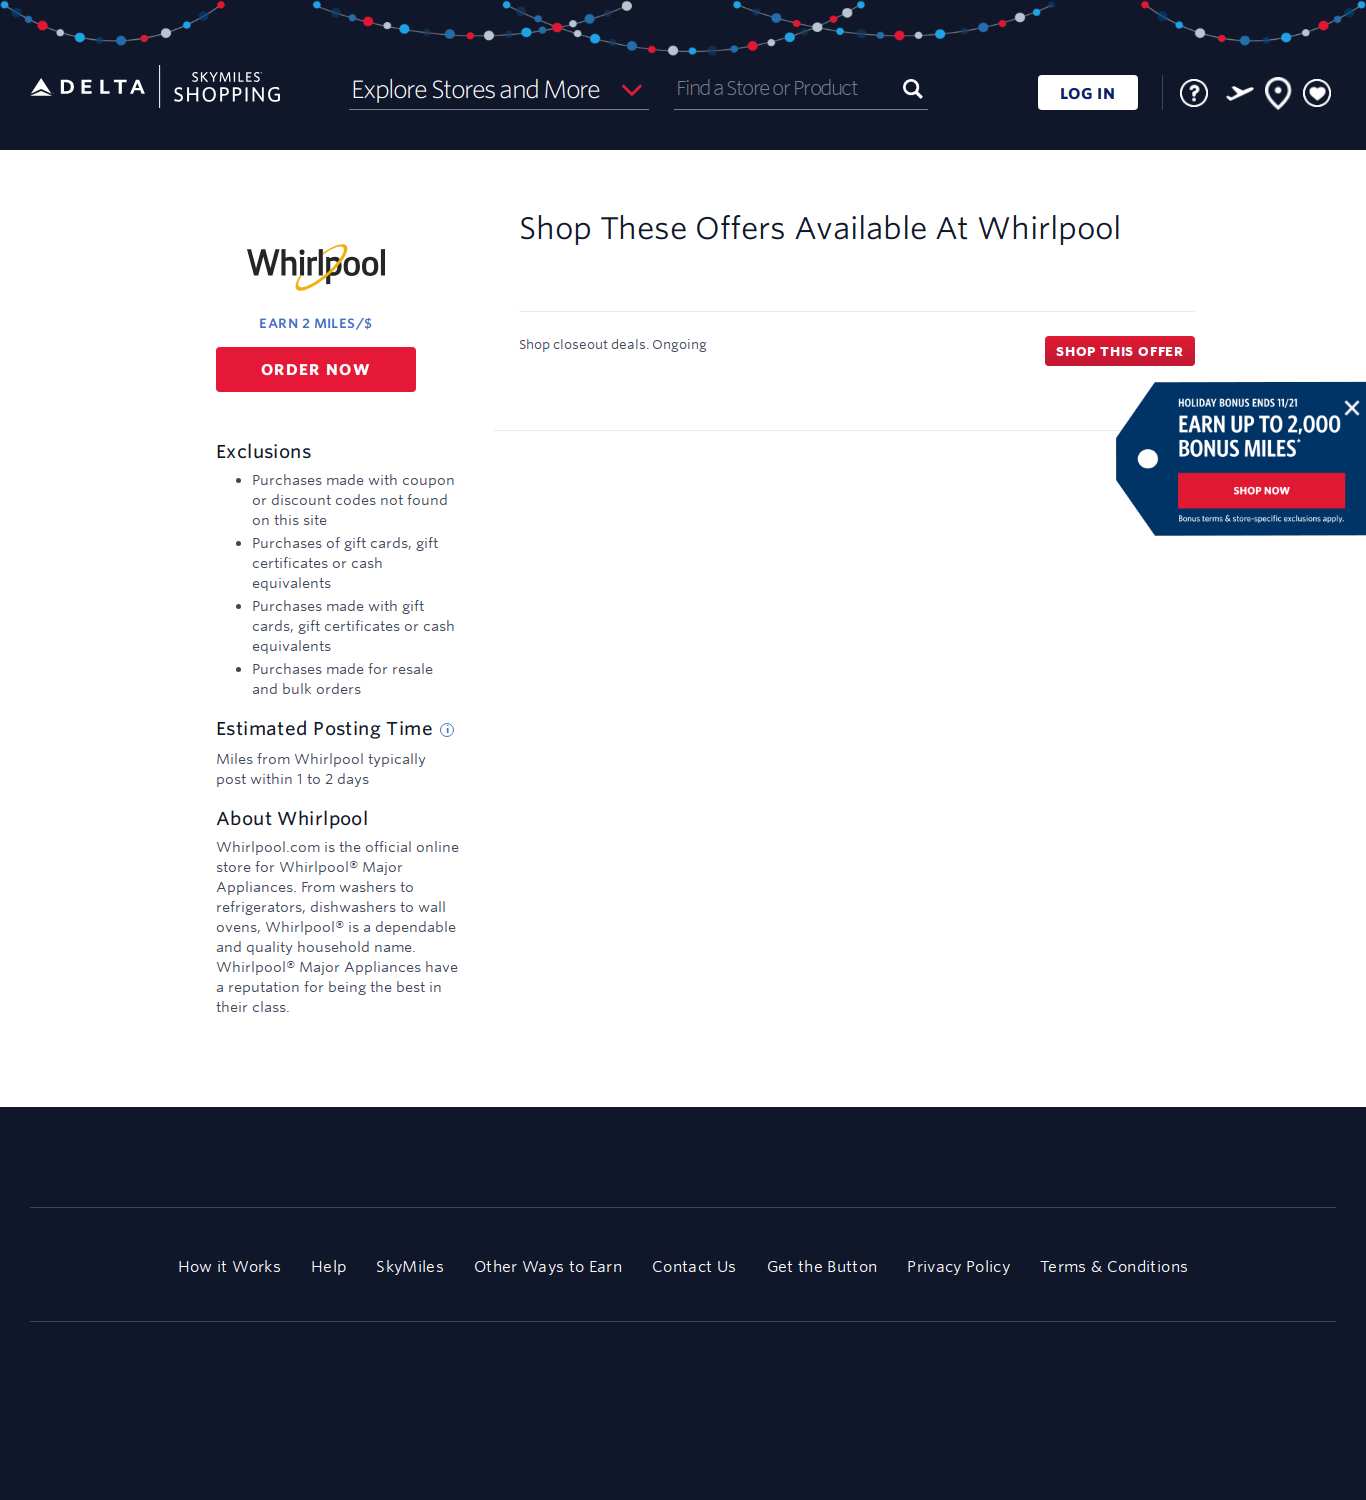 DELTA
SKYMILES
SHOPPING
Explore Stores and More
Find a Store or Product
LOG IN
Whirlpool
EARN 2 MILES/$
ORDER NOW
Exclusions
Purchases made with coupon
or discount codes not found
on this site
Purchases of gift cards, gift
certificates or cash
equivalents
Purchases made with gift
cards, gift certificates or cash
equivalents
Purchases made for resale
and bulk orders
Estimated Posting Time
Miles from Whirlpool typically
post within 1 to 2 days
About Whirlpool
Whirlpool.com is the official online
store for Whirlpool® Major
Appliances. From washers to
refrigerators, dishwashers to wall
ovens, Whirlpool® is a dependable
and quality household name.
Whirlpool® Major Appliances have
a reputation for being the best in
their class.
Shop These Offers Available At Whirlpool
Shop closeout deals. Ongoing
SHOP THIS OFFER
HOLIDAY BONUS ENDS 11/21
EARN UP TO 2,000
BONUS MILES*
SHOP NOW
Bonus terms & store-specific exclusions apply.
How it Works Help SkyMiles Other Ways to Earn Contact Us Get the Button Privacy Policy Terms & Conditions